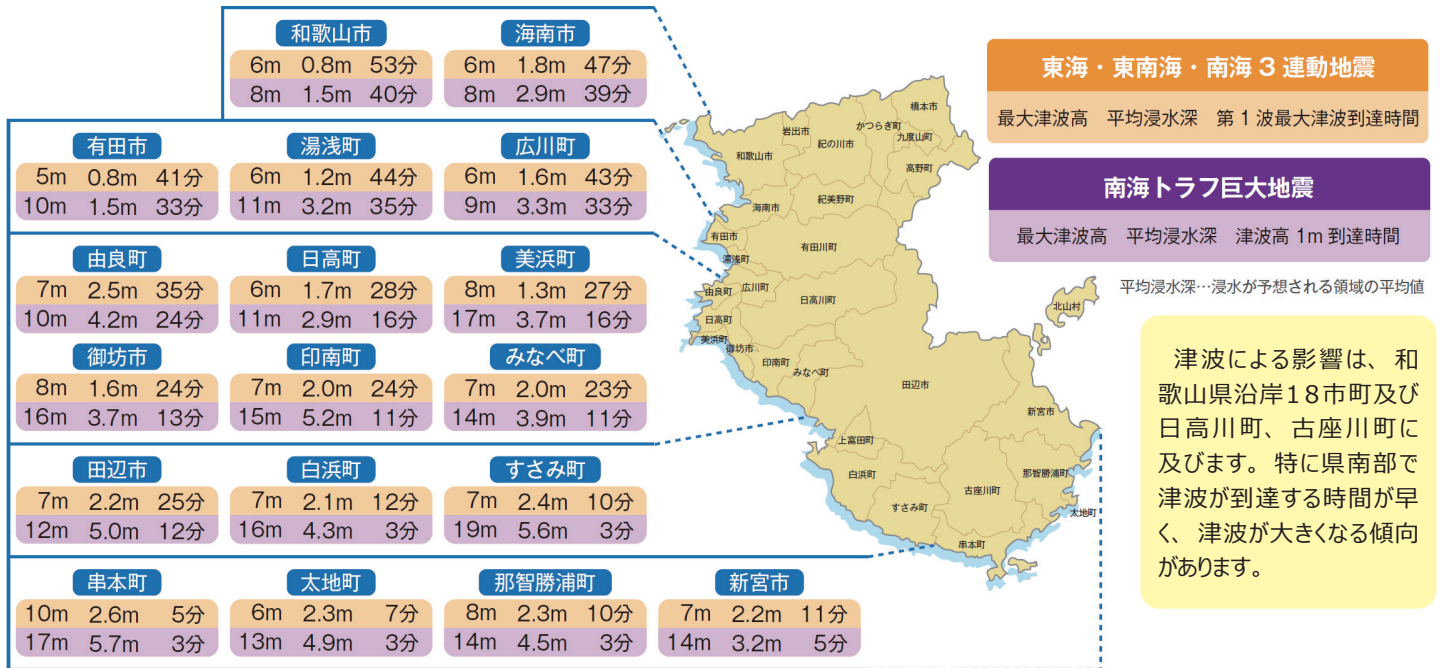 和歌山市
6m 0.8m 53分
8m 1.5m 40分
海南市
6m 1.8m 47分
8m 2.9m 39分
有田市
5m 0.8m 41分
10m 1.5m 33分
湯浅町
6m 1.2m 44分
11m 3.2m 35分
広川町
6m 1.6m 43分
9m 3.3m 33分
由良町
7m 2.5m 35分
10m 4.2m 24分
日高町
6m 1.7m 28分
11m 2.9m 16分
美浜町
8m 1.3m 27分
17m 3.7m 16分
御坊市
8m 1.6m 24分
16m 3.7m 13分
印南町
7m 2.0m 24分
15m 5.2m 11分
みなべ町
7m 2.0m 23分
14m 3.9m 11分
田辺市
7m 2.2m 25分
12m 5.0m 12分
白浜町
7m 2.1m 12分
16m 4.3m 3分
すさみ町
7m 2.4m 10分
19m 5.6m 3分
串本町
10m 2.6m 5分
17m 5.7m 3分
太地町
6m 2.3m 7分
13m 4.9m 3分
那智勝浦町
8m 2.3m 10分
14m 4.5m 3分
新宮市
7m 2.2m 11分
14m 3.2m 5分
橋本市
かつらぎ町
岩出市
紀の川市
九度山町
和歌山市
高野町
紀美野町
海南市
有田市
有田川町
湯浅町
由良町
広川町
日高川町
北山村
日高町
美浜町
御坊市
印南町
みなべ町
田辺市
新宮市
上富田町
白浜町
那智勝浦町
古座川町
すさみ町
太地町
串本町
東海・東南海・南海3連動地震
最大津波高 平均浸水深 第1波最大津波到達時間
南海トラフ巨大地震
最大津波高 平均浸水深 津波高1m到達時間
平均浸水深…浸水が予想される領域の平均値
津波による影響は、和
歌山県沿岸18市町及び
日高川町、古座川町に
及びます。特に県南部で
津波が到達する時間が早
く、津波が大きくなる傾向
があります。